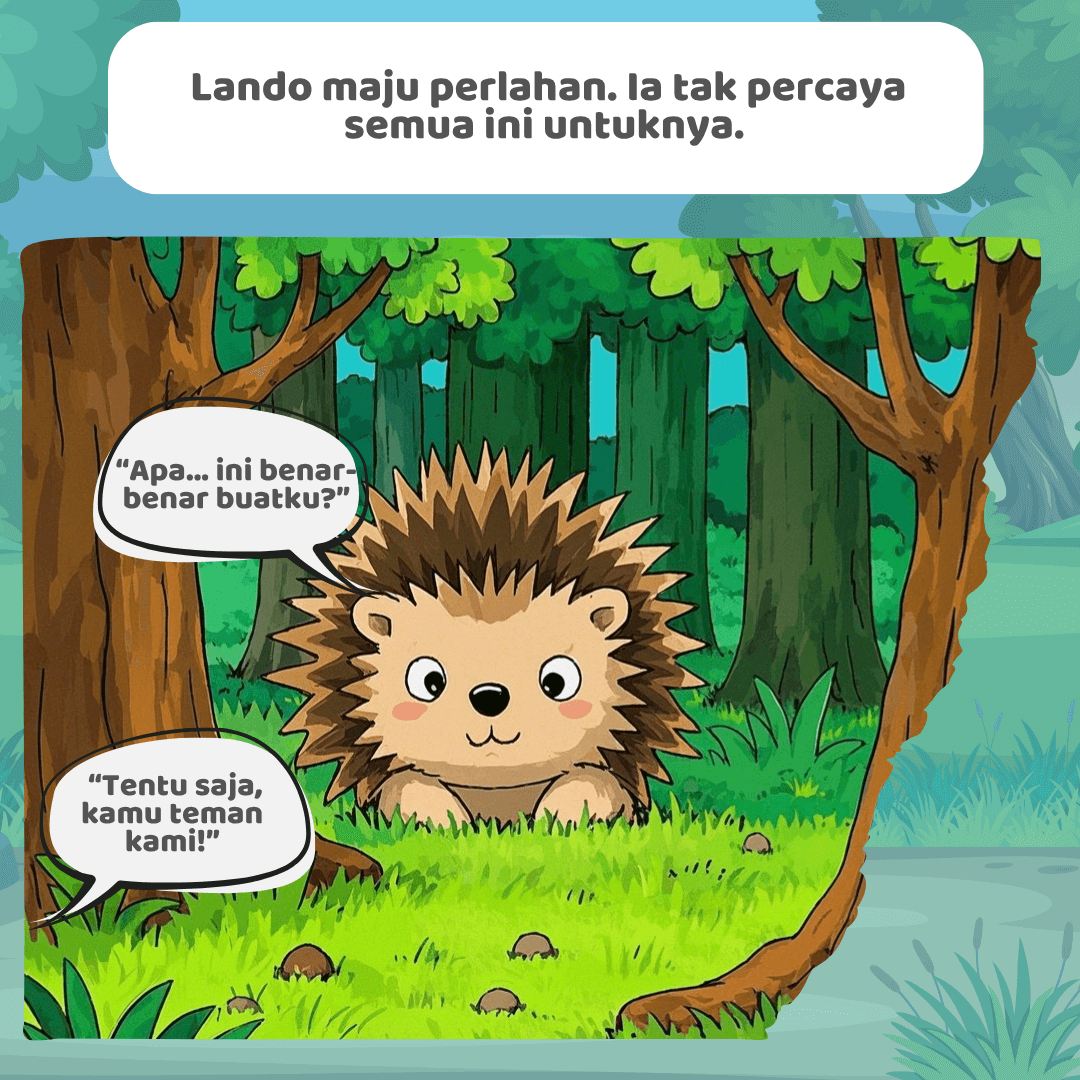 Lando maju perlahan. Ia tak percaya
semua ini untuknya.
“Apa... ini benar-
benar buatku?”
“Tentu saja,
kamu teman
kami!”